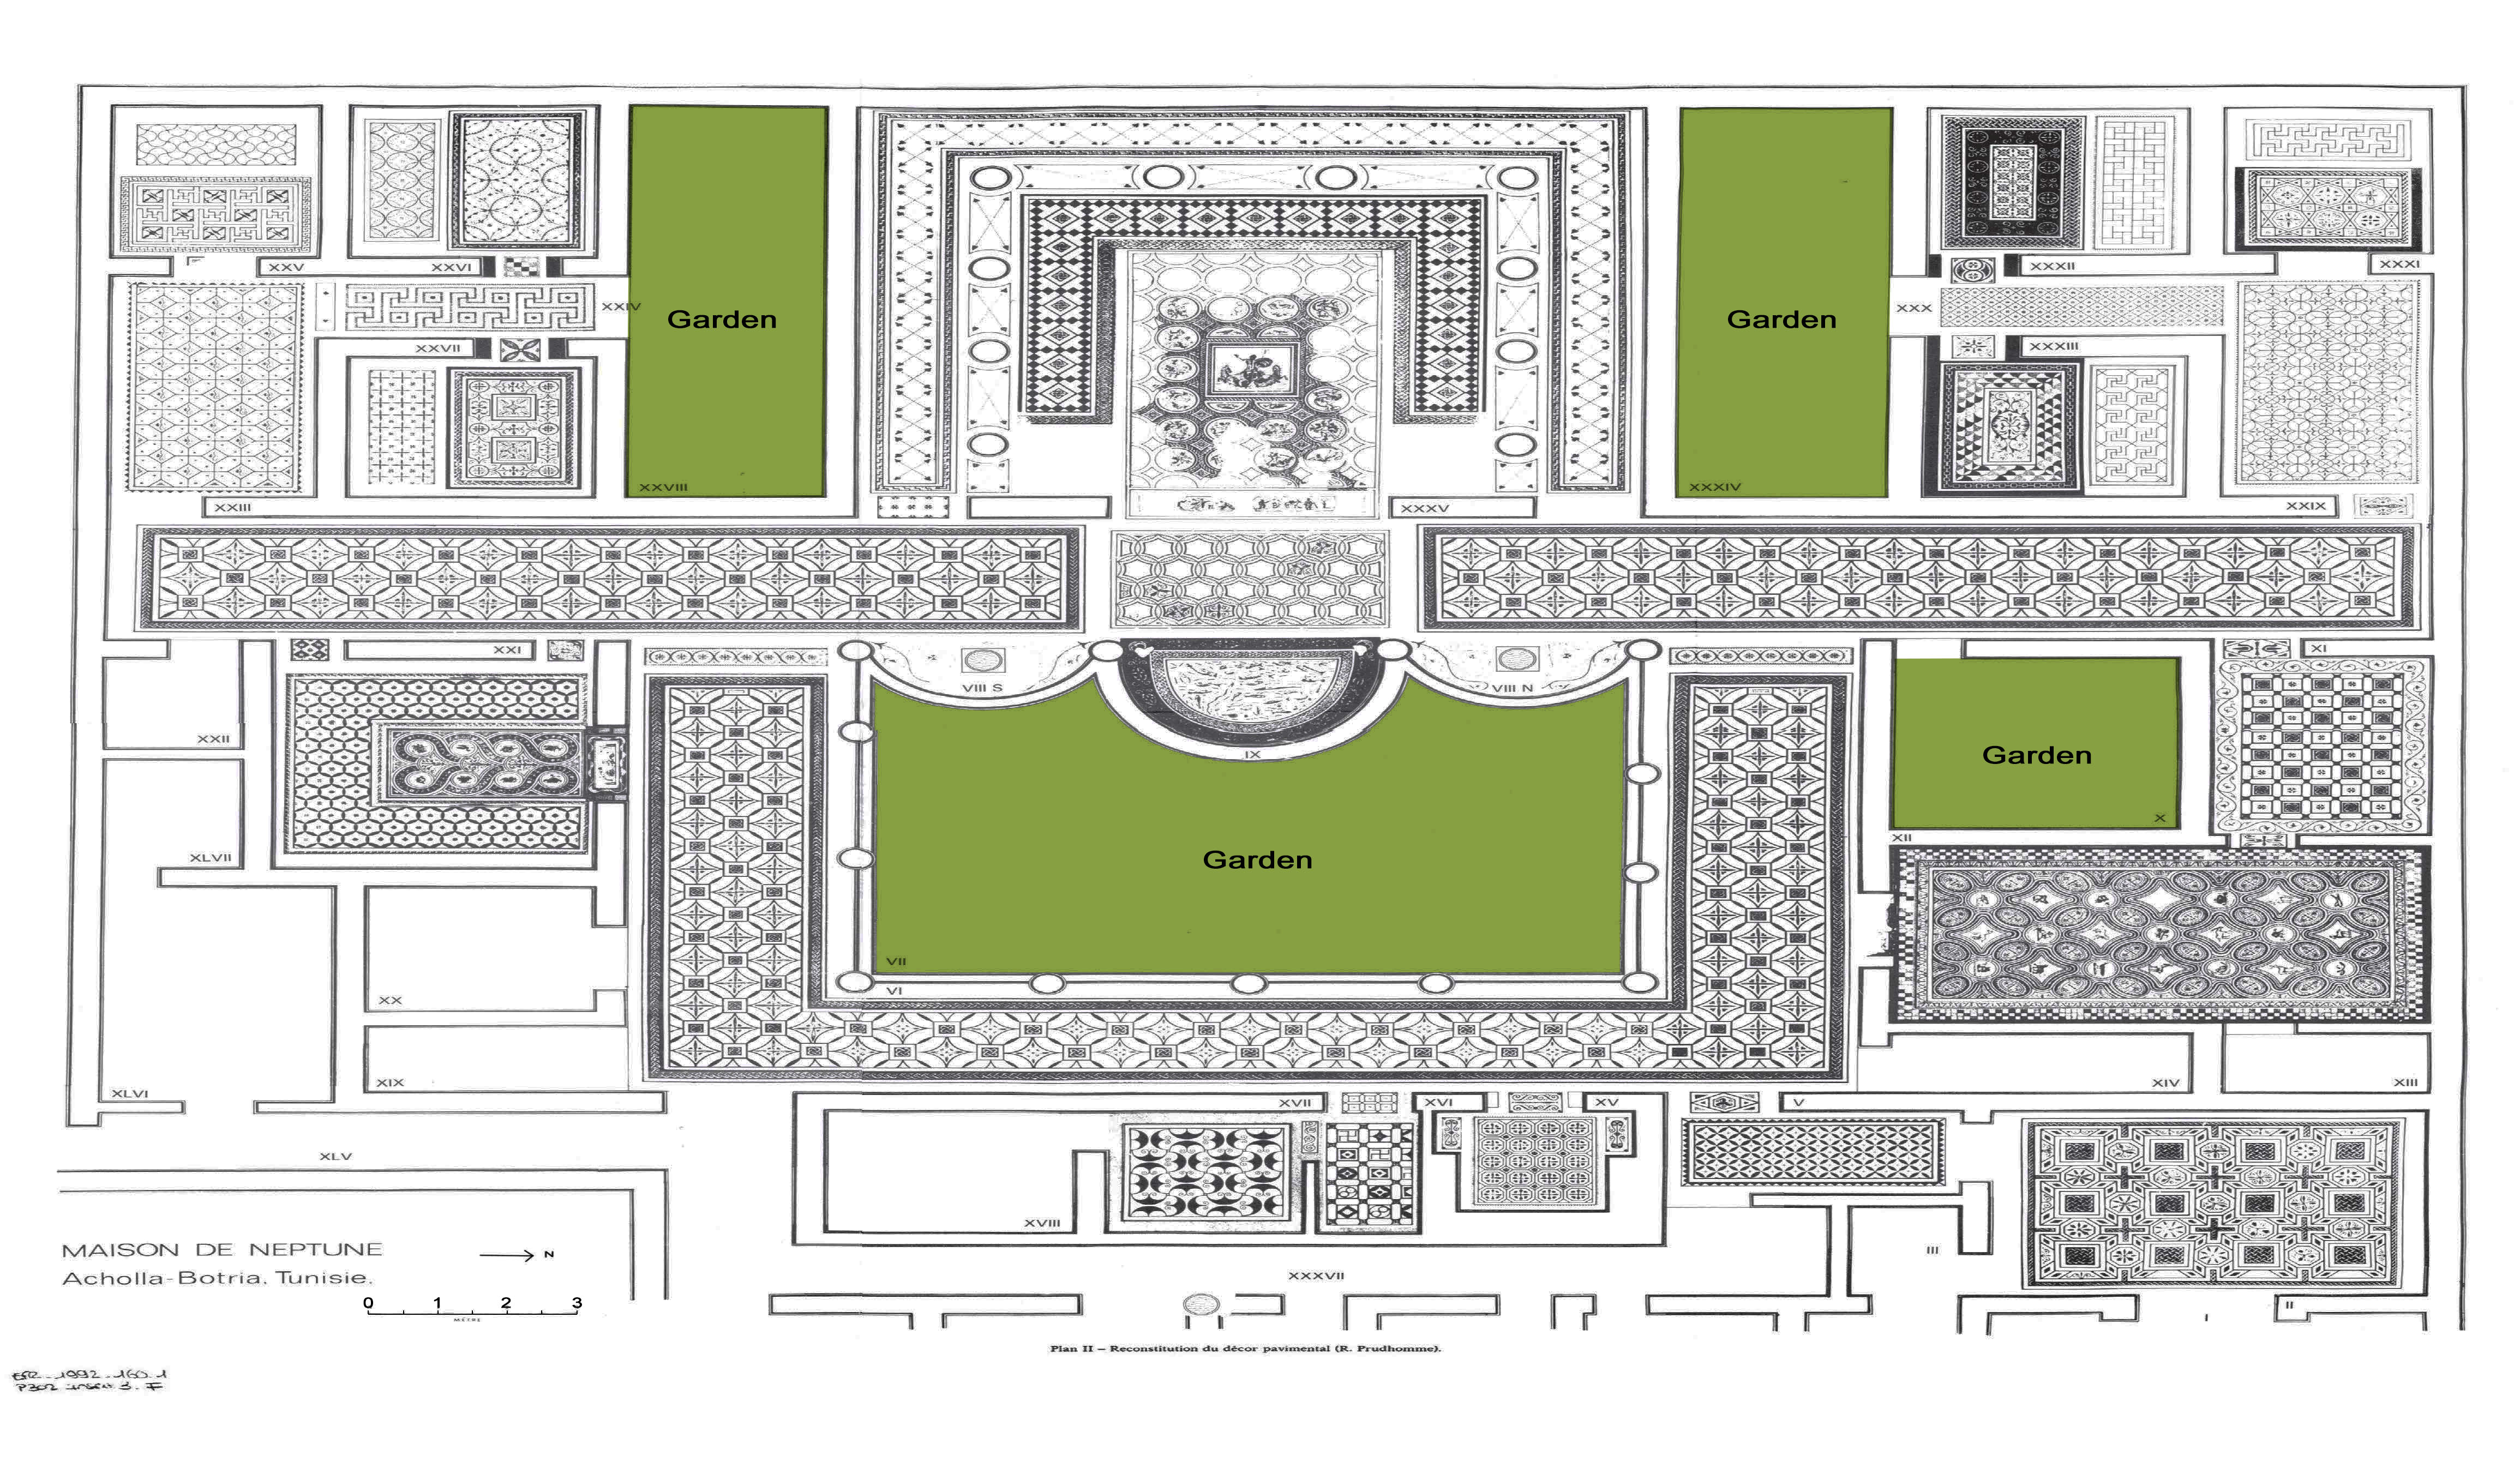 XXV
XXVI
XXXII
XXXI
XXIV
Garden
Garden
XXX
XXVII
XXXIII
XXVIII
XXXIV
XXIII
XXXV
XXIX
XXI
XI
VIII S
VIII N
XXII
IX
Garden
X
XII
Garden
XLVII
VII
VI
XX
XIX
XIV
XIII
XLVI
XVII
XVI
XV
V
XLV
XVIII
III
XXXVII
II
I
MAISON DE NEPTUNE
N
Acholla-Botria. Tunisie.
0 1 2 3
MÈTRE
Plan II – Reconstitution du décor pavimental (R. Prudhomme).
1992.160.1